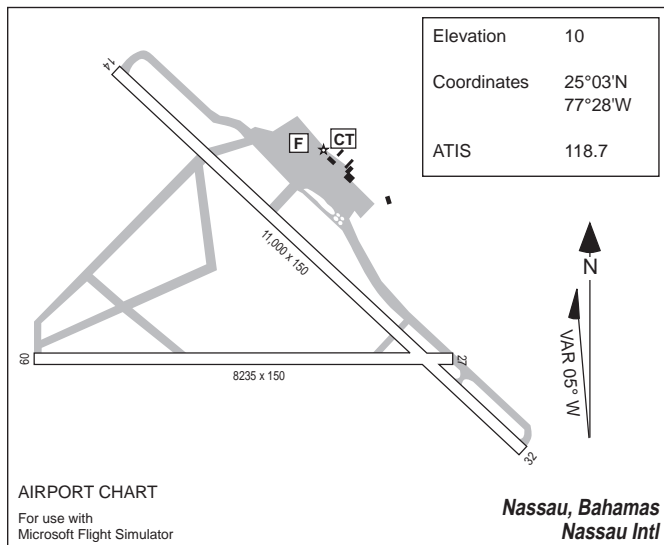 Elevation 10
Coordinates 25°03'N
77°28'W
ATIS 118.7
14
F
CT
11,000 x 150
N
VAR 05° W
09
27
8235 x 150
32
AIRPORT CHART
For use with
Microsoft Flight Simulator
Nassau, Bahamas
Nassau Intl